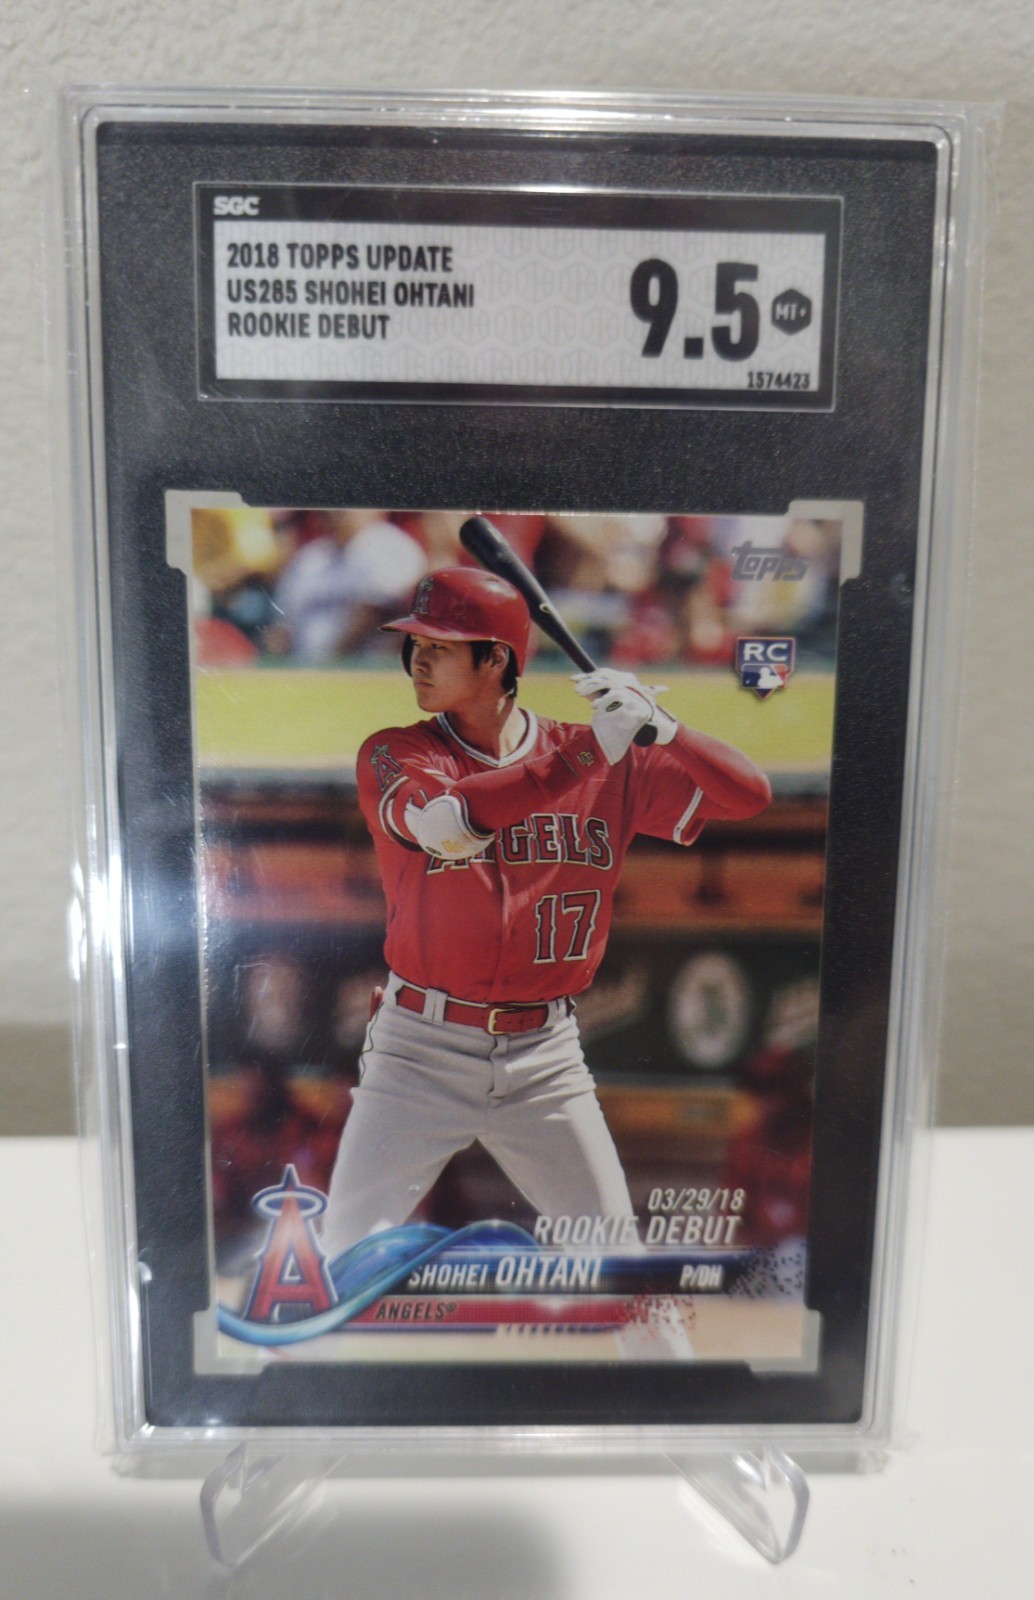 SGC
2018 TOPPS UPDATE
US285 SHOHEI OHTANI
ROOKIE DEBUT
9.5
MT+
1574423
topps
RC
A
A
ANGELS
17
03/29/18
ROOKIE DEBUT
SHOHEI OHTANI P/DH
A
ANGELS®